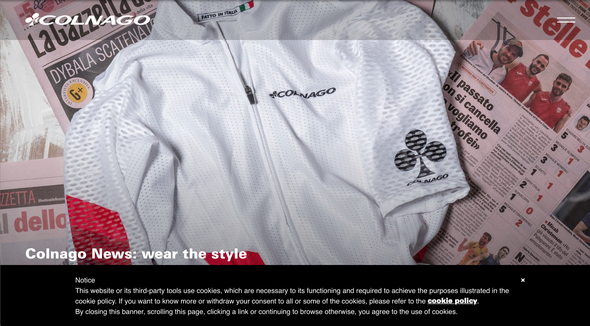 COLNAGO
FATTO IN ITALIA
La Gazzetta
DYBALA SCATENA
G+
COLNAGO
stelle
«Il passato
non si cancella
vogliamo
trofei»
COLNAGO
ZZETTA
dello
Colnago News: wear the style
Notice
×
This website or its third-party tools use cookies, which are necessary to its functioning and required to achieve the purposes illustrated in the
cookie policy. If you want to know more or withdraw your consent to all or some of the cookies, please refer to the cookie policy.
By closing this banner, scrolling this page, clicking a link or continuing to browse otherwise, you agree to the use of cookies.